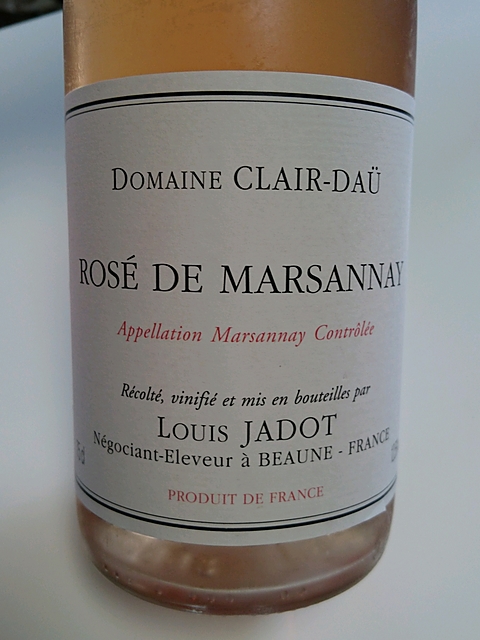 DOMAINE CLAIR-DAÜ
ROSÉ DE MARSANNAY
Appellation Marsannay Contrôlée
Récolté, vinifié et mis en bouteilles par
LOUIS JADOT
Négociant-Eleveur à BEAUNE - FRANCE
PRODUIT DE FRANCE